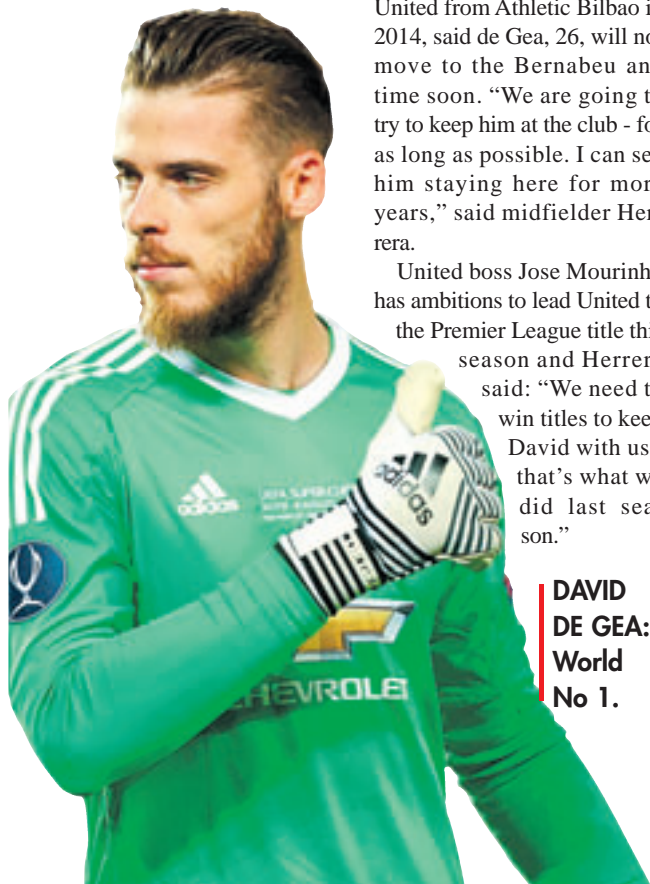 United from Athletic Bilbao i
2014, said de Gea, 26, will no
move to the Bernabeu an
time soon. “We are going t
try to keep him at the club - fo
as long as possible. I can se
him staying here for mor
years,” said midfielder Her
rera.
United boss Jose Mourinh
has ambitions to lead United t
the Premier League title thi
season and Herrer
said: “We need t
win titles to kee
David with us
that’s what w
did last sea
son.”
DAVID
DE GEA:
World
No 1.
adidas
adidas
CHEVROLET